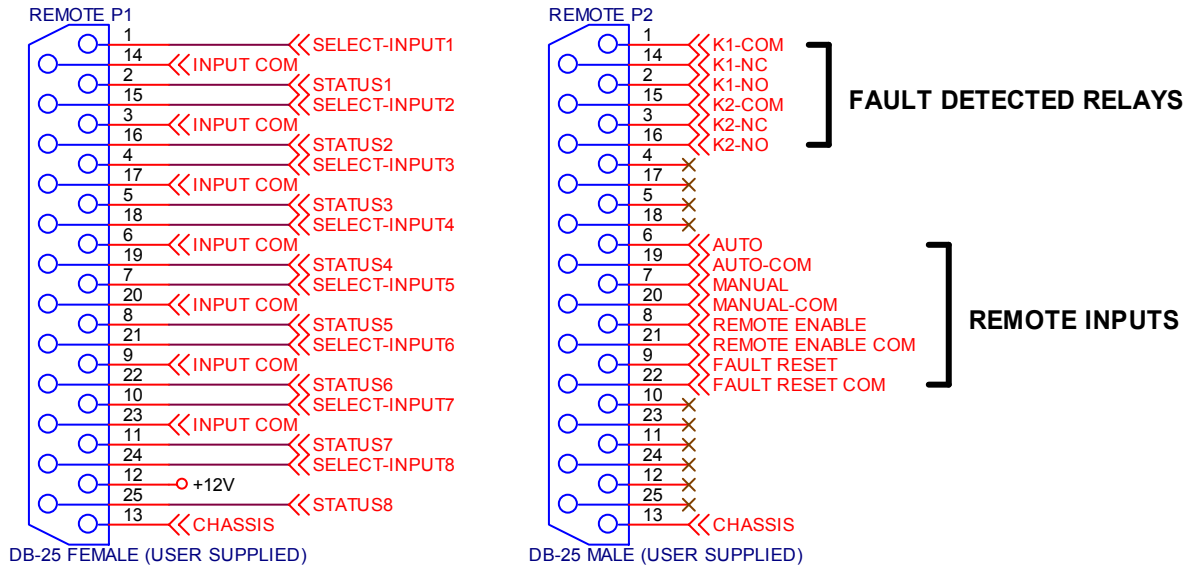 REMOTE P1
1 SELECT-INPUT1
14 INPUT COM
2 STATUS1
15 SELECT-INPUT2
3 INPUT COM
16 STATUS2
4 SELECT-INPUT3
17 INPUT COM
5 STATUS3
18 SELECT-INPUT4
6 INPUT COM
19 STATUS4
7 SELECT-INPUT5
20 INPUT COM
8 STATUS5
21 SELECT-INPUT6
9 INPUT COM
22 STATUS6
10 SELECT-INPUT7
23 INPUT COM
11 STATUS7
24 SELECT-INPUT8
12 +12V
25 STATUS8
13 CHASSIS
DB-25 FEMALE (USER SUPPLIED)
REMOTE P2
1 K1-COM
14 K1-NC
2 K1-NO
15 K2-COM
3 K2-NC
16 K2-NO
FAULT DETECTED RELAYS
4
17
5
18
6 AUTO
19 AUTO-COM
7 MANUAL
20 MANUAL-COM
8 REMOTE ENABLE
21 REMOTE ENABLE COM
9 FAULT RESET
22 FAULT RESET COM
REMOTE INPUTS
10
23
11
24
12
25
13 CHASSIS
DB-25 MALE (USER SUPPLIED)